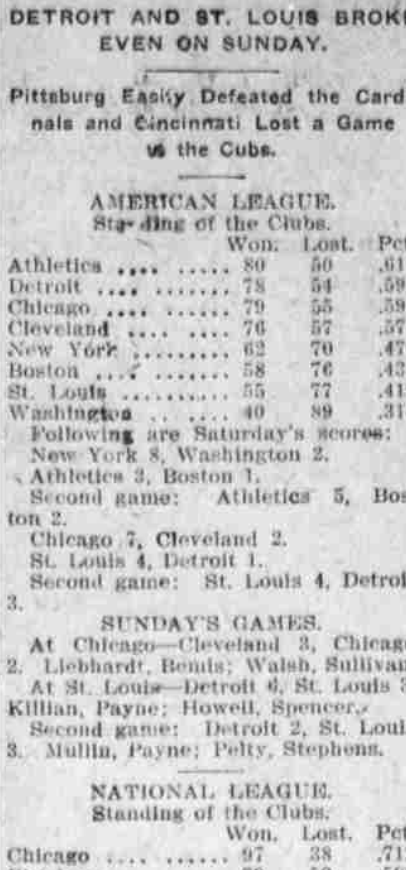 DETROIT AND ST. LOUIS BROKE
EVEN ON SUNDAY.
Pittsburg Easily Defeated the Cardi
nals and Cincinnati Lost a Game
to the Cubs.
AMERICAN LEAGUE.
Standing of the Clubs.
Won. Lost. Pct
Athletics .... ..... 80 50 .61
Detroit .... ....... 78 54 .59
Chicago .... ....... 79 55 .59
Cleveland .... .... 76 57 .57
New York ......... 62 70 .47
Boston .... ....... 58 76 .43
St. Louis ......... 55 77 .41
Washington .. .... 40 89 .31
Following are Saturday's scores:
New York 8, Washington 2.
Athletics 3, Boston 1.
Second game: Athletics 5, Bos
ton 2.
Chicago 7, Cleveland 2.
St. Louis 4, Detroit 1.
Second game: St. Louis 4, Detroit
3.
SUNDAY'S GAMES.
At Chicago—Cleveland 3, Chicago
2. Liebhardt, Bemis; Walsh, Sullivan
At St. Louis—Detroit 6, St. Louis 3
Killian, Payne; Howell, Spencer.
Second game: Detroit 2, St. Loui
3. Mullin, Payne; Pelty, Stephens.
NATIONAL LEAGUE.
Standing of the Clubs.
Won. Lost. Pct
Chicago .... ...... 97 38 .71